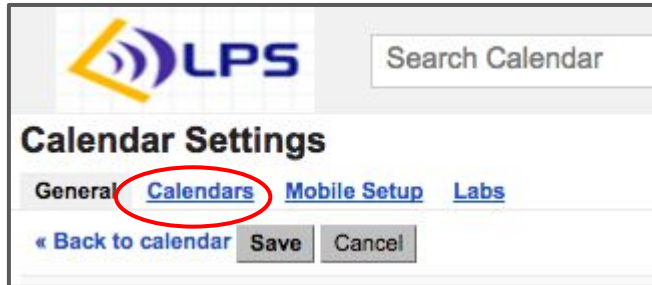 LPS
Search Calendar
Calendar Settings
General Calendars Mobile Setup Labs
« Back to calendar Save Cancel